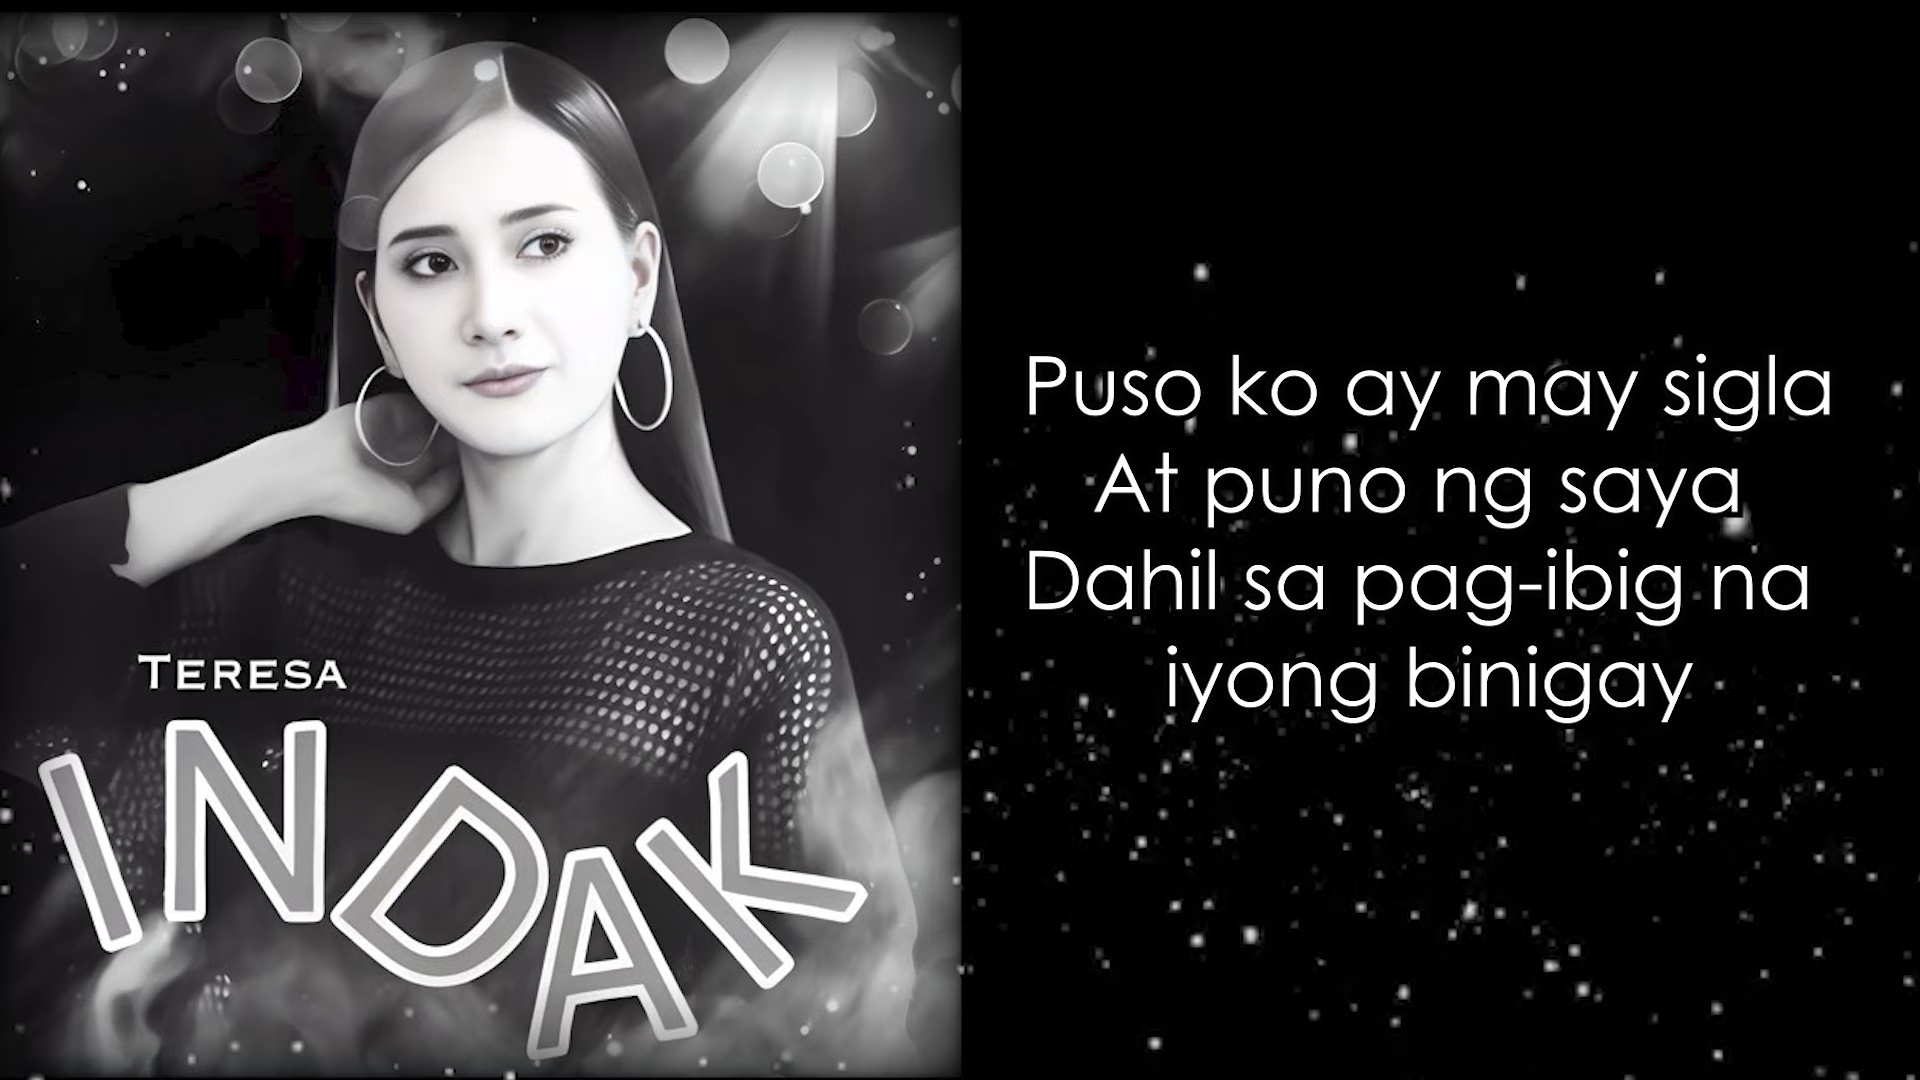 TERESA
INDAK
Puso ko ay may sigla
At puno ng saya
Dahil sa pag-ibig na
iyong binigay